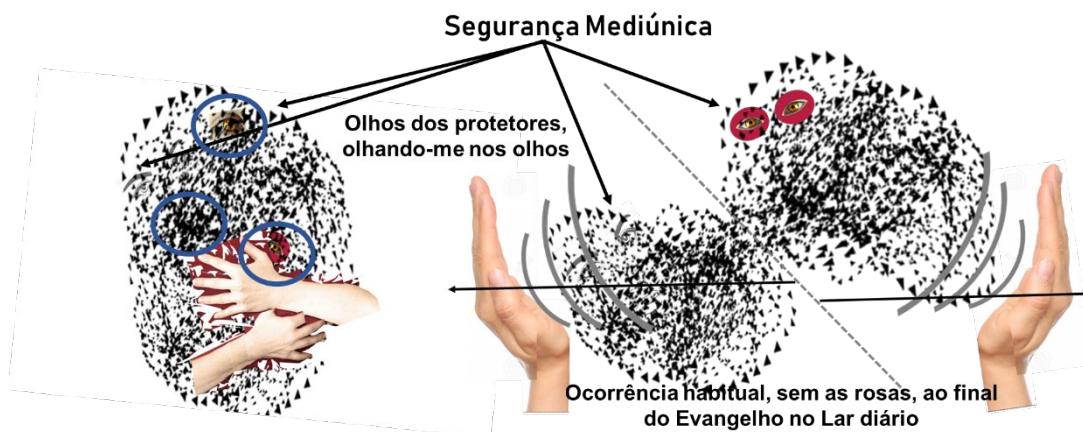 Segurança Mediúnica
Olhos dos protetores,
olhando-me nos olhos
Ocorrência habitual, sem as rosas, ao final
do Evangelho no Lar diário